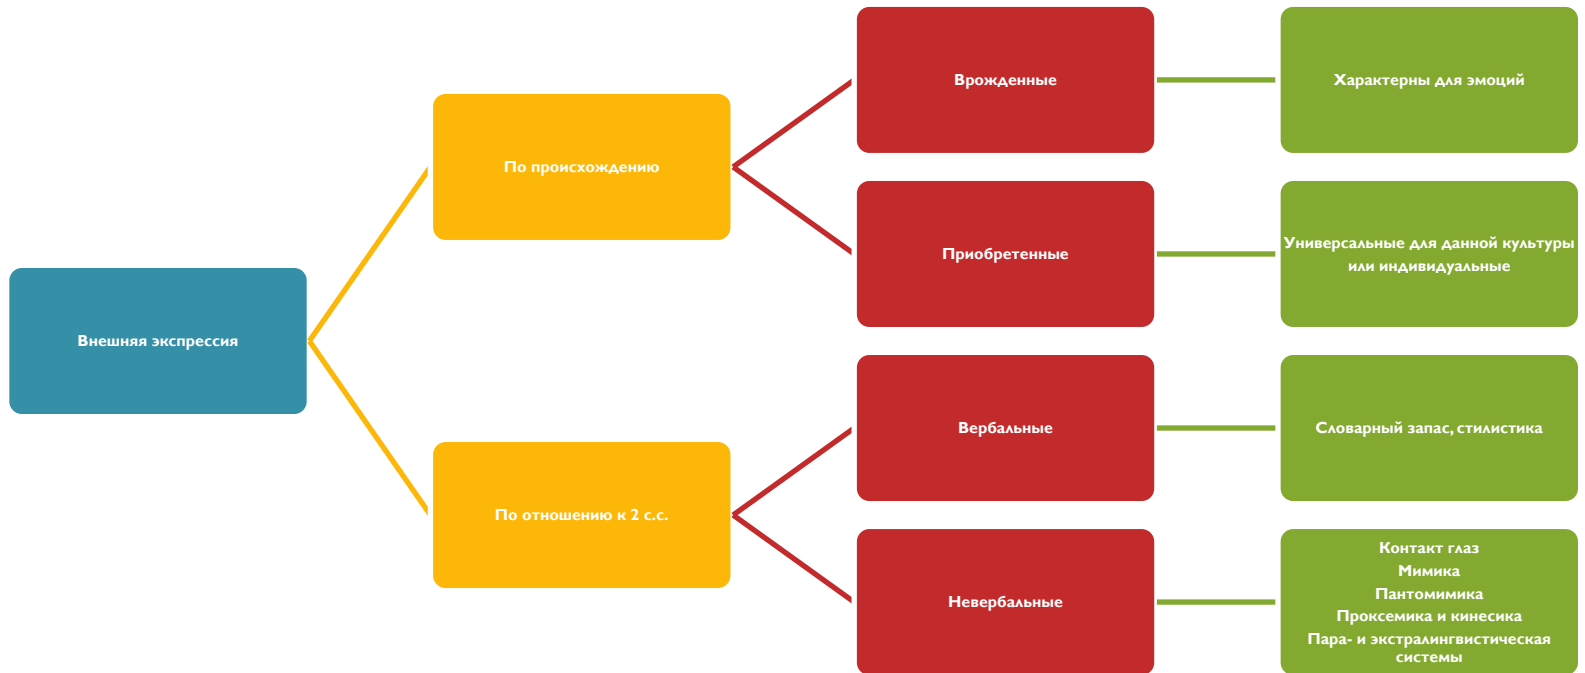 Внешняя экспрессия
По происхождению
Врожденные
Характерны для эмоций
Приобретенные
Универсальные для данной культуры
или индивидуальные
По отношению к 2 с.с.
Вербальные
Словарный запас, стилистика
Невербальные
Контакт глаз
Мимика
Пантомимика
Проксемика и кинесика
Пара- и экстралингвистическая
системы